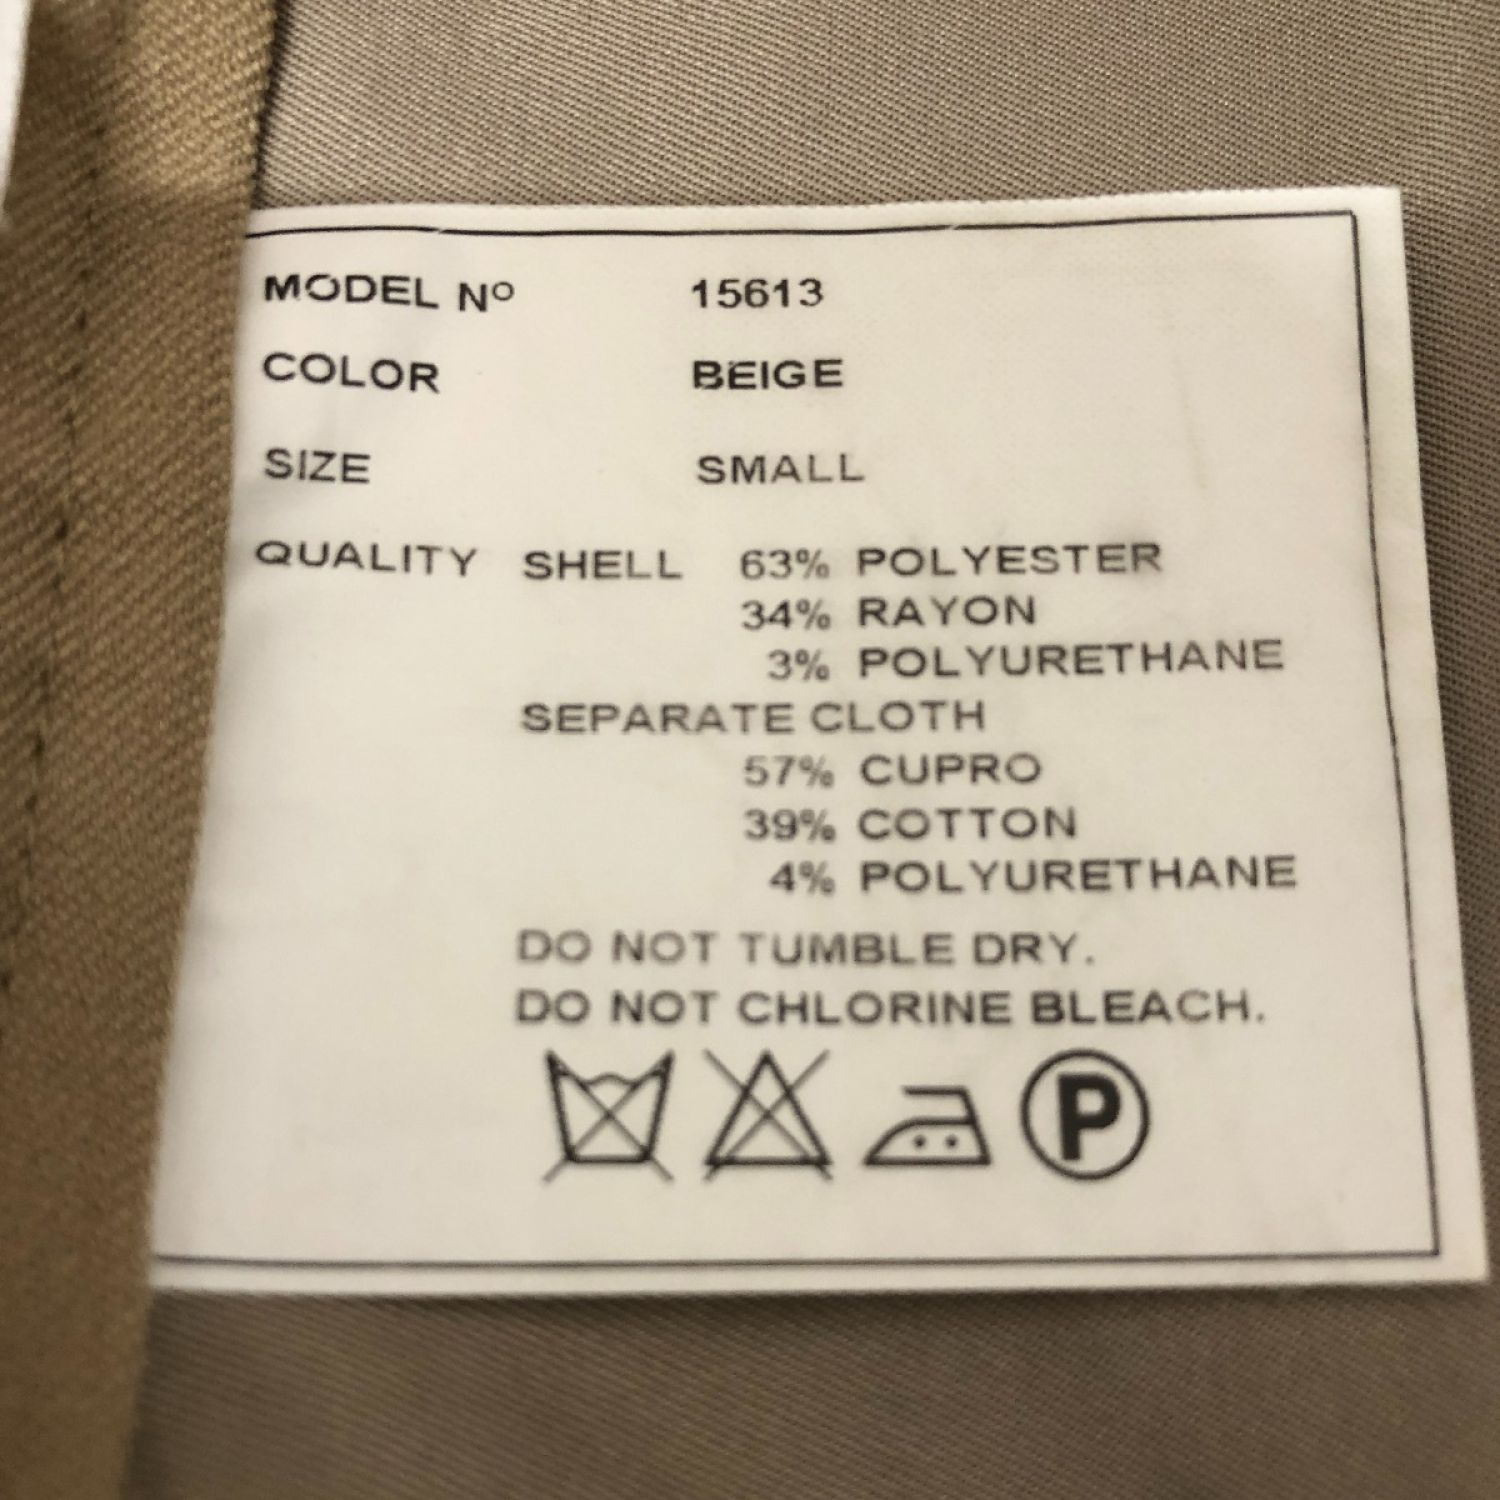 MODEL Nº 15613
COLOR BEIGE
SIZE SMALL
QUALITY SHELL 63% POLYESTER
34% RAYON
3% POLYURETHANE
SEPARATE CLOTH
57% CUPRO
39% COTTON
4% POLYURETHANE
DO NOT TUMBLE DRY.
DO NOT CHLORINE BLEACH.
P